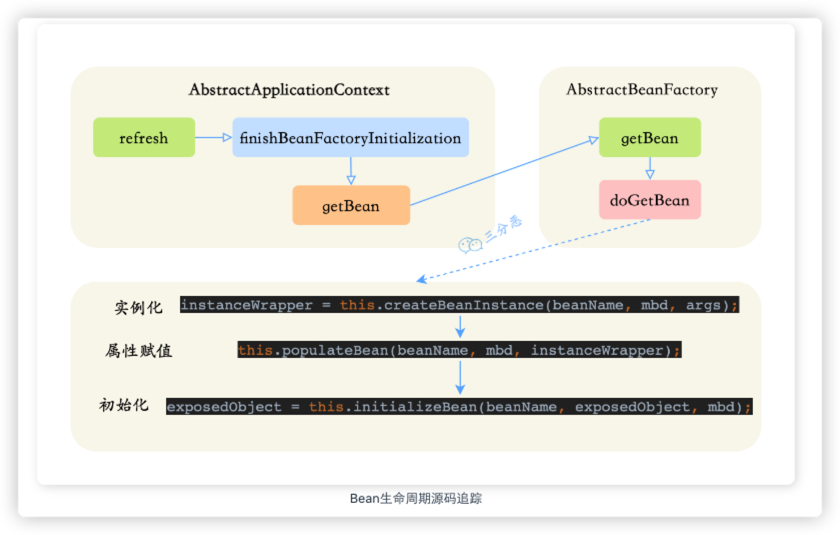 AbstractApplicationContext
AbstractBeanFactory
refresh
finishBeanFactoryInitialization
getBean
getBean
doGetBean
三分恶
实例化 instanceWrapper = this.createBeanInstance(beanName, mbd, args);
属性赋值 this.populateBean(beanName, mbd, instanceWrapper);
初始化 exposedObject = this.initializeBean(beanName, exposedObject, mbd);
Bean生命周期源码追踪